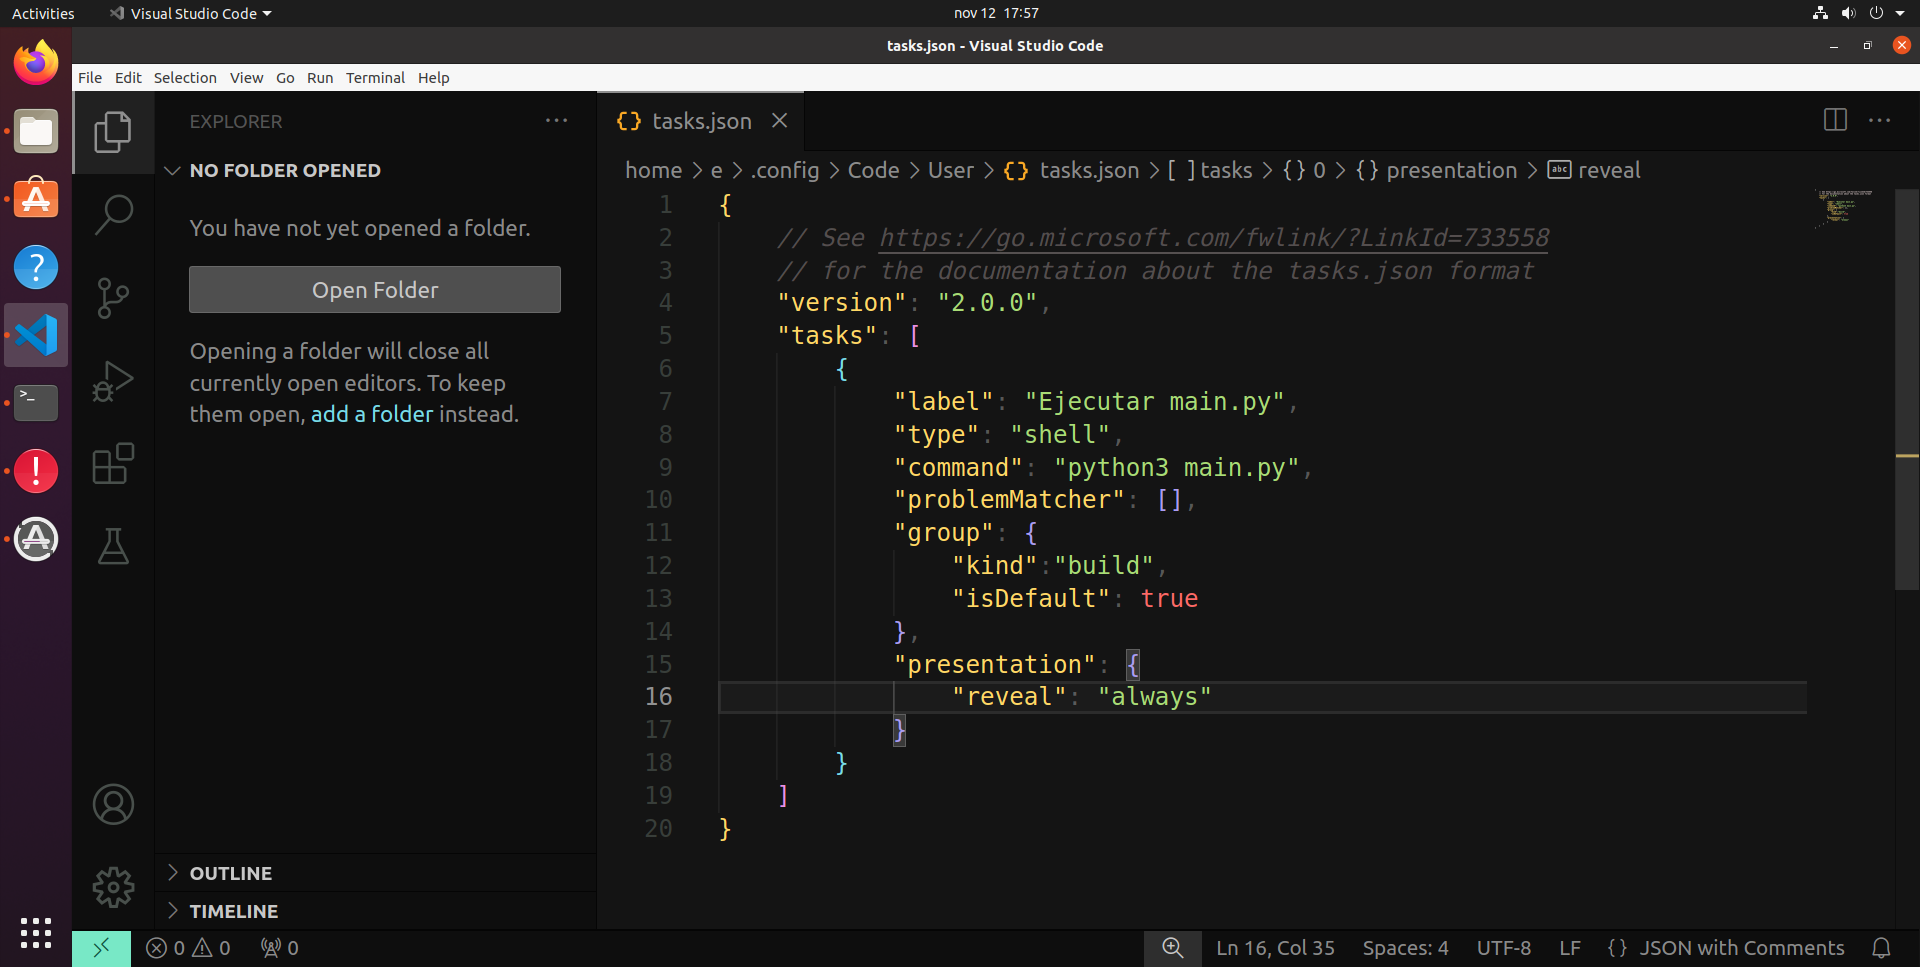 Activities Visual Studio Code nov 12 17:57
tasks.json - Visual Studio Code
File Edit Selection View Go Run Terminal Help
EXPLORER
NO FOLDER OPENED
You have not yet opened a folder.
Open Folder
Opening a folder will close all
currently open editors. To keep
them open, add a folder instead.
OUTLINE
TIMELINE
{} tasks.json
home > e > .config > Code > User > {} tasks.json > [ ] tasks > {} 0 > {} presentation > abc reveal
1 {
2 // See https://go.microsoft.com/fwlink/?LinkId=733558
3 // for the documentation about the tasks.json format
4 "version": "2.0.0",
5 "tasks": [
6 {
7 "label": "Ejecutar main.py",
8 "type": "shell",
9 "command": "python3 main.py",
10 "problemMatcher": [],
11 "group": {
12 "kind":"build",
13 "isDefault": true
14 },
15 "presentation": {
16 "reveal": "always"
17 }
18 }
19 ]
20 }
0 0 0 Ln 16, Col 35 Spaces: 4 UTF-8 LF {} JSON with Comments